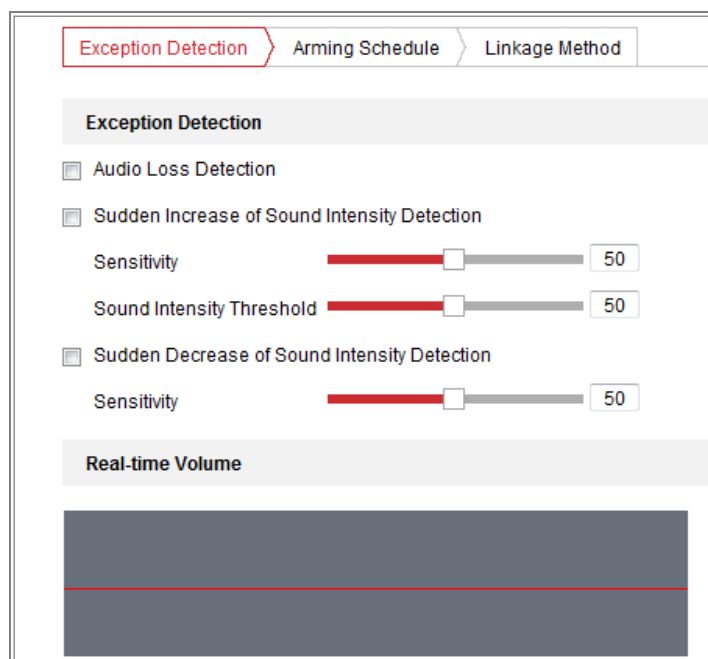 Exception Detection Arming Schedule Linkage Method
Exception Detection
Audio Loss Detection
Sudden Increase of Sound Intensity Detection
Sensitivity 50
Sound Intensity Threshold 50
Sudden Decrease of Sound Intensity Detection
Sensitivity 50
Real-time Volume